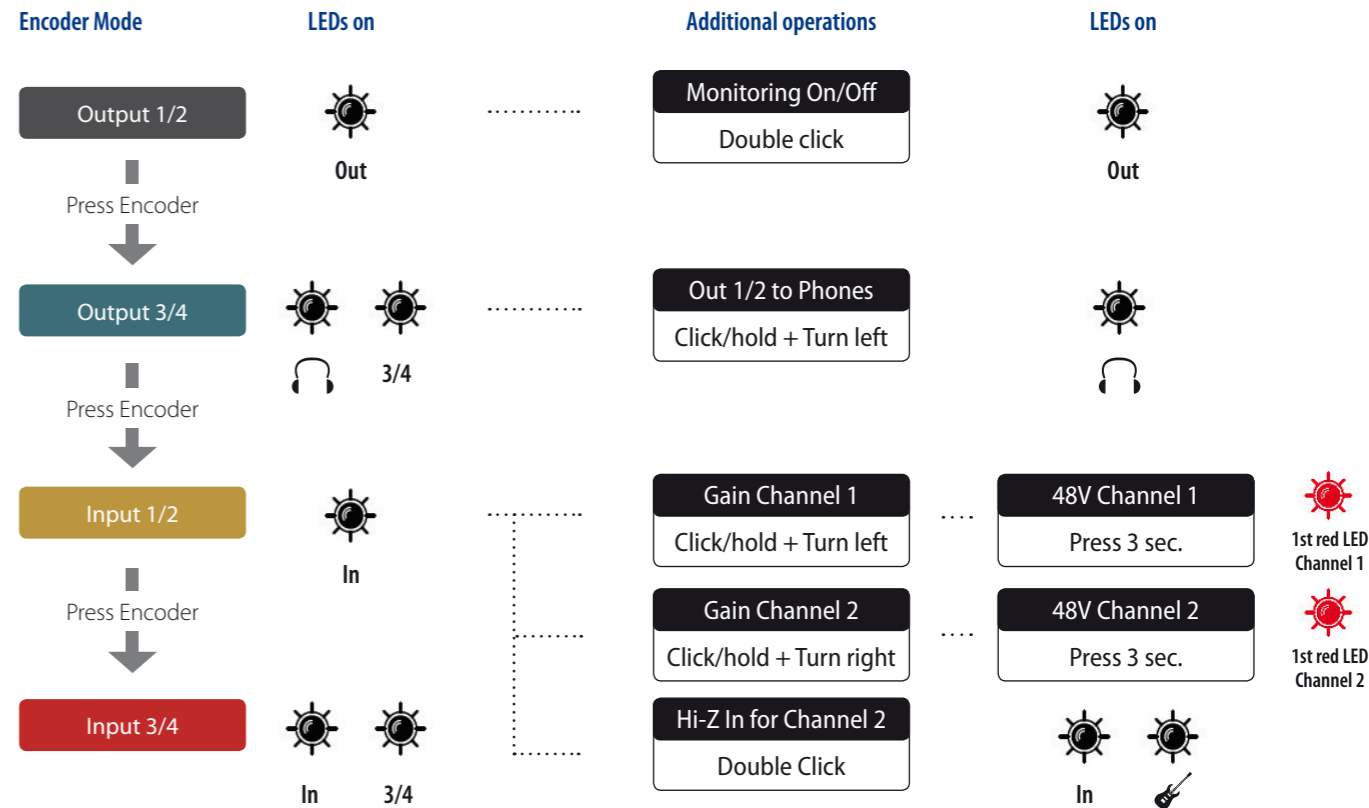 Encoder Mode
LEDs on
Additional operations
LEDs on
Output 1/2
Out
Monitoring On/Off
Double click
Out
Press Encoder
Output 3/4
3/4
Out 1/2 to Phones
Click/hold + Turn left
Press Encoder
Input 1/2
In
Gain Channel 1
Click/hold + Turn left
48V Channel 1
Press 3 sec.
1st red LED
Channel 1
Press Encoder
Gain Channel 2
Click/hold + Turn right
48V Channel 2
Press 3 sec.
1st red LED
Channel 2
Input 3/4
In
3/4
Hi-Z In for Channel 2
Double Click
In